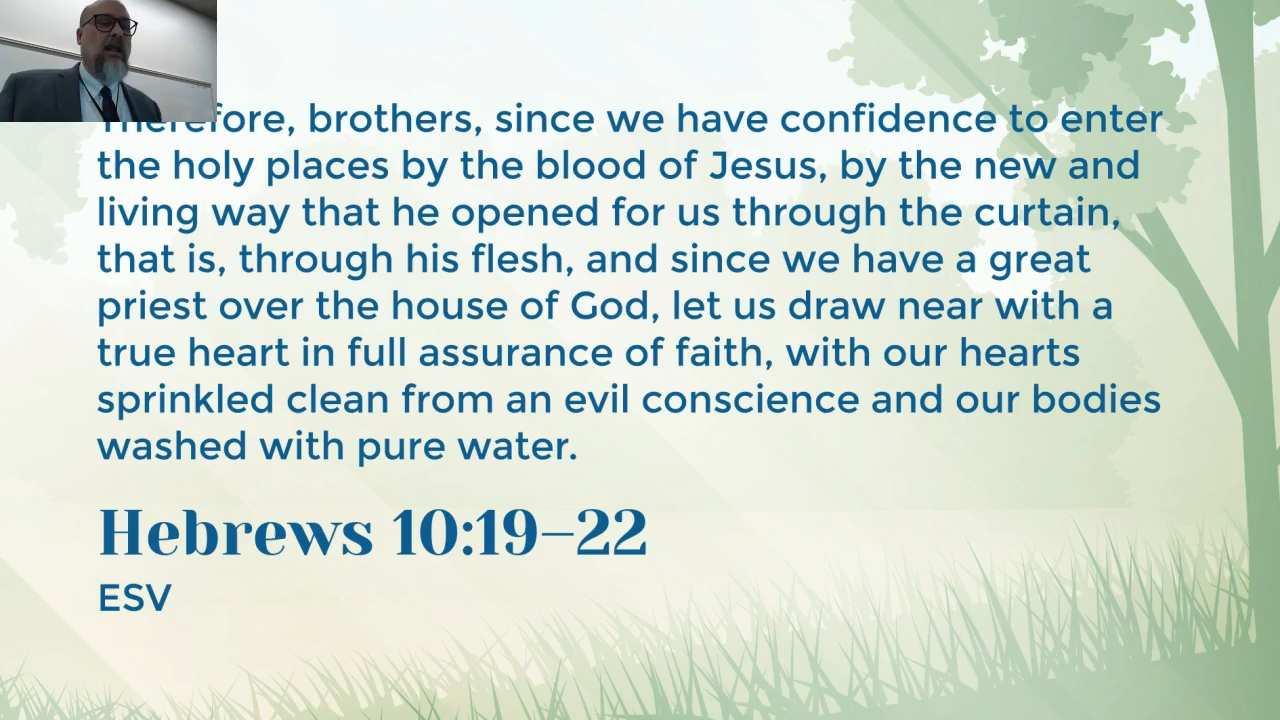 Therefore, brothers, since we have confidence to enter
the holy places by the blood of Jesus, by the new and
living way that he opened for us through the curtain,
that is, through his flesh, and since we have a great
priest over the house of God, let us draw near with a
true heart in full assurance of faith, with our hearts
sprinkled clean from an evil conscience and our bodies
washed with pure water.
Hebrews 10:19–22
ESV